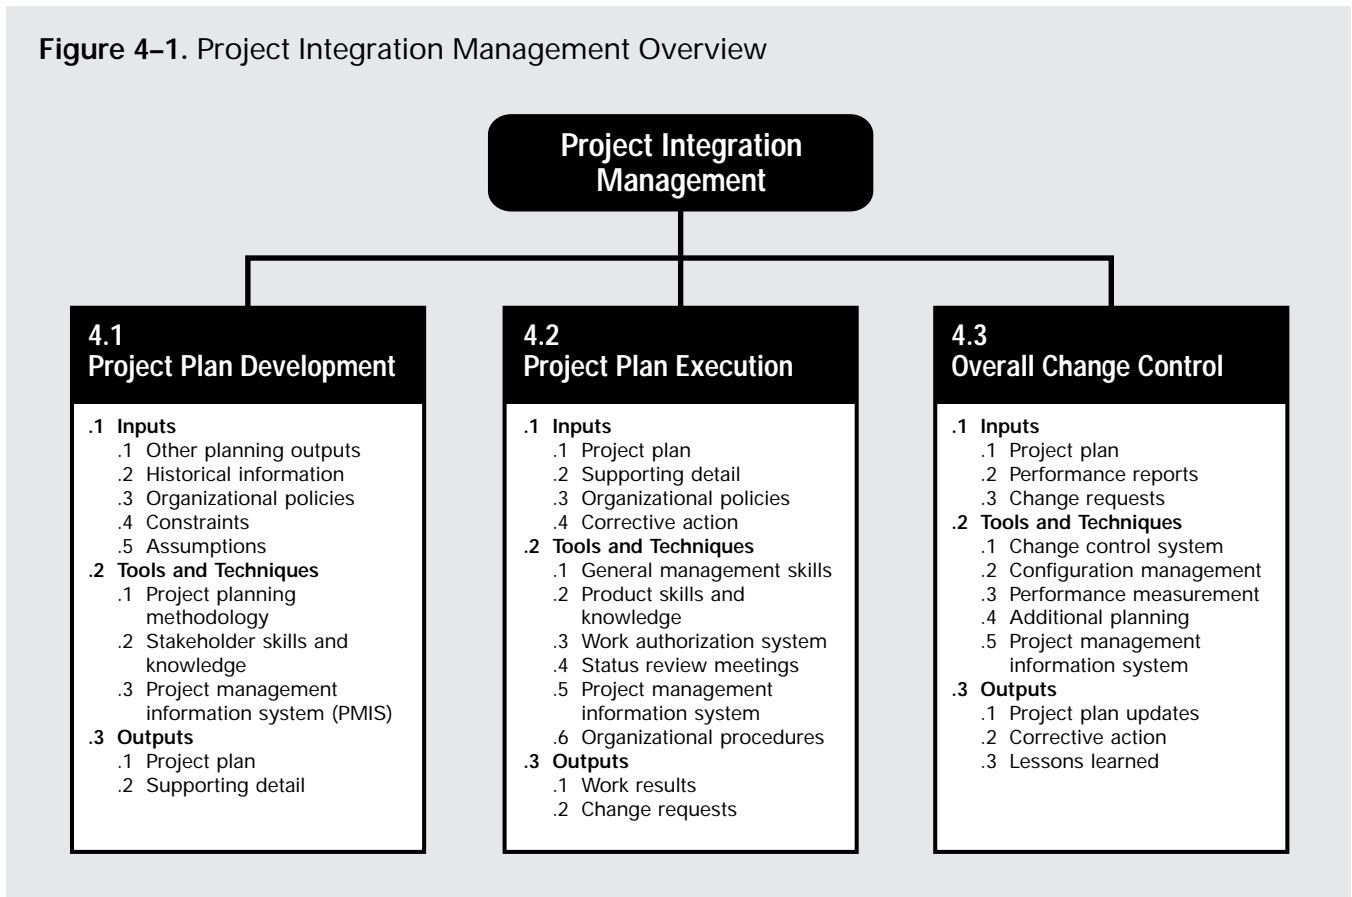 Figure 4–1. Project Integration Management Overview
Project Integration
Management
4.1
Project Plan Development
.1 Inputs
.1 Other planning outputs
.2 Historical information
.3 Organizational policies
.4 Constraints
.5 Assumptions
.2 Tools and Techniques
.1 Project planning
methodology
.2 Stakeholder skills and
knowledge
.3 Project management
information system (PMIS)
.3 Outputs
.1 Project plan
.2 Supporting detail
4.2
Project Plan Execution
.1 Inputs
.1 Project plan
.2 Supporting detail
.3 Organizational policies
.4 Corrective action
.2 Tools and Techniques
.1 General management skills
.2 Product skills and
knowledge
.3 Work authorization system
.4 Status review meetings
.5 Project management
information system
.6 Organizational procedures
.3 Outputs
.1 Work results
.2 Change requests
4.3
Overall Change Control
.1 Inputs
.1 Project plan
.2 Performance reports
.3 Change requests
.2 Tools and Techniques
.1 Change control system
.2 Configuration management
.3 Performance measurement
.4 Additional planning
.5 Project management
information system
.3 Outputs
.1 Project plan updates
.2 Corrective action
.3 Lessons learned